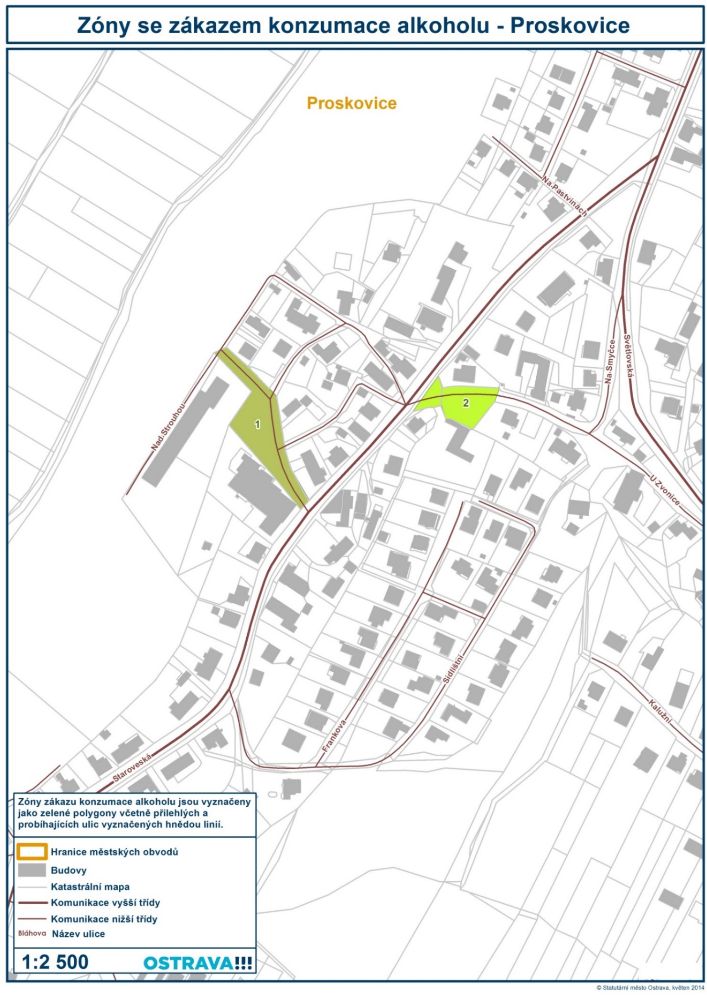 Zóny se zákazem konzumace alkoholu - Proskovice
Proskovice
Na Pastvinách
Na Smyčce
Světlovská
Nad Strouhou
1
2
U Zvonice
Sídlištní
Kalužní
Frankova
Staroveská
Zóny zákazu konzumace alkoholu jsou vyznačeny
jako zelené polygony včetně přilehlých a
probíhajících ulic vyznačených hnědou linií.
Hranice městských obvodů
Budovy
Katastrální mapa
Komunikace vyšší třídy
Komunikace nižší třídy
Bláhova Název ulice
1:2 500 OSTRAVA!!!
© Statutární město Ostrava, květen 2014